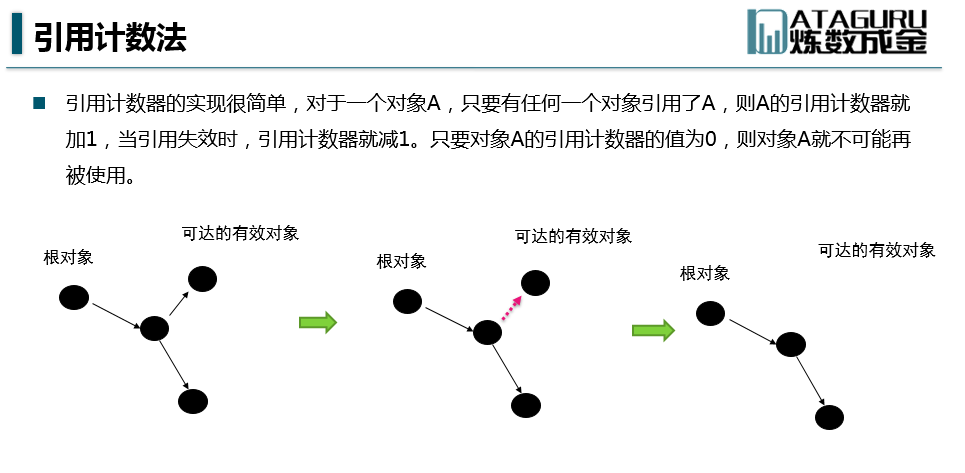 引用计数法
ATAGURU
炼数成金
引用计数器的实现很简单，对于一个对象A，只要有任何一个对象引用了A，则A的引用计数器就
加1，当引用失效时，引用计数器就减1。只要对象A的引用计数器的值为0，则对象A就不可能再
被使用。
可达的有效对象
根对象
可达的有效对象
根对象
可达的有效对象
根对象